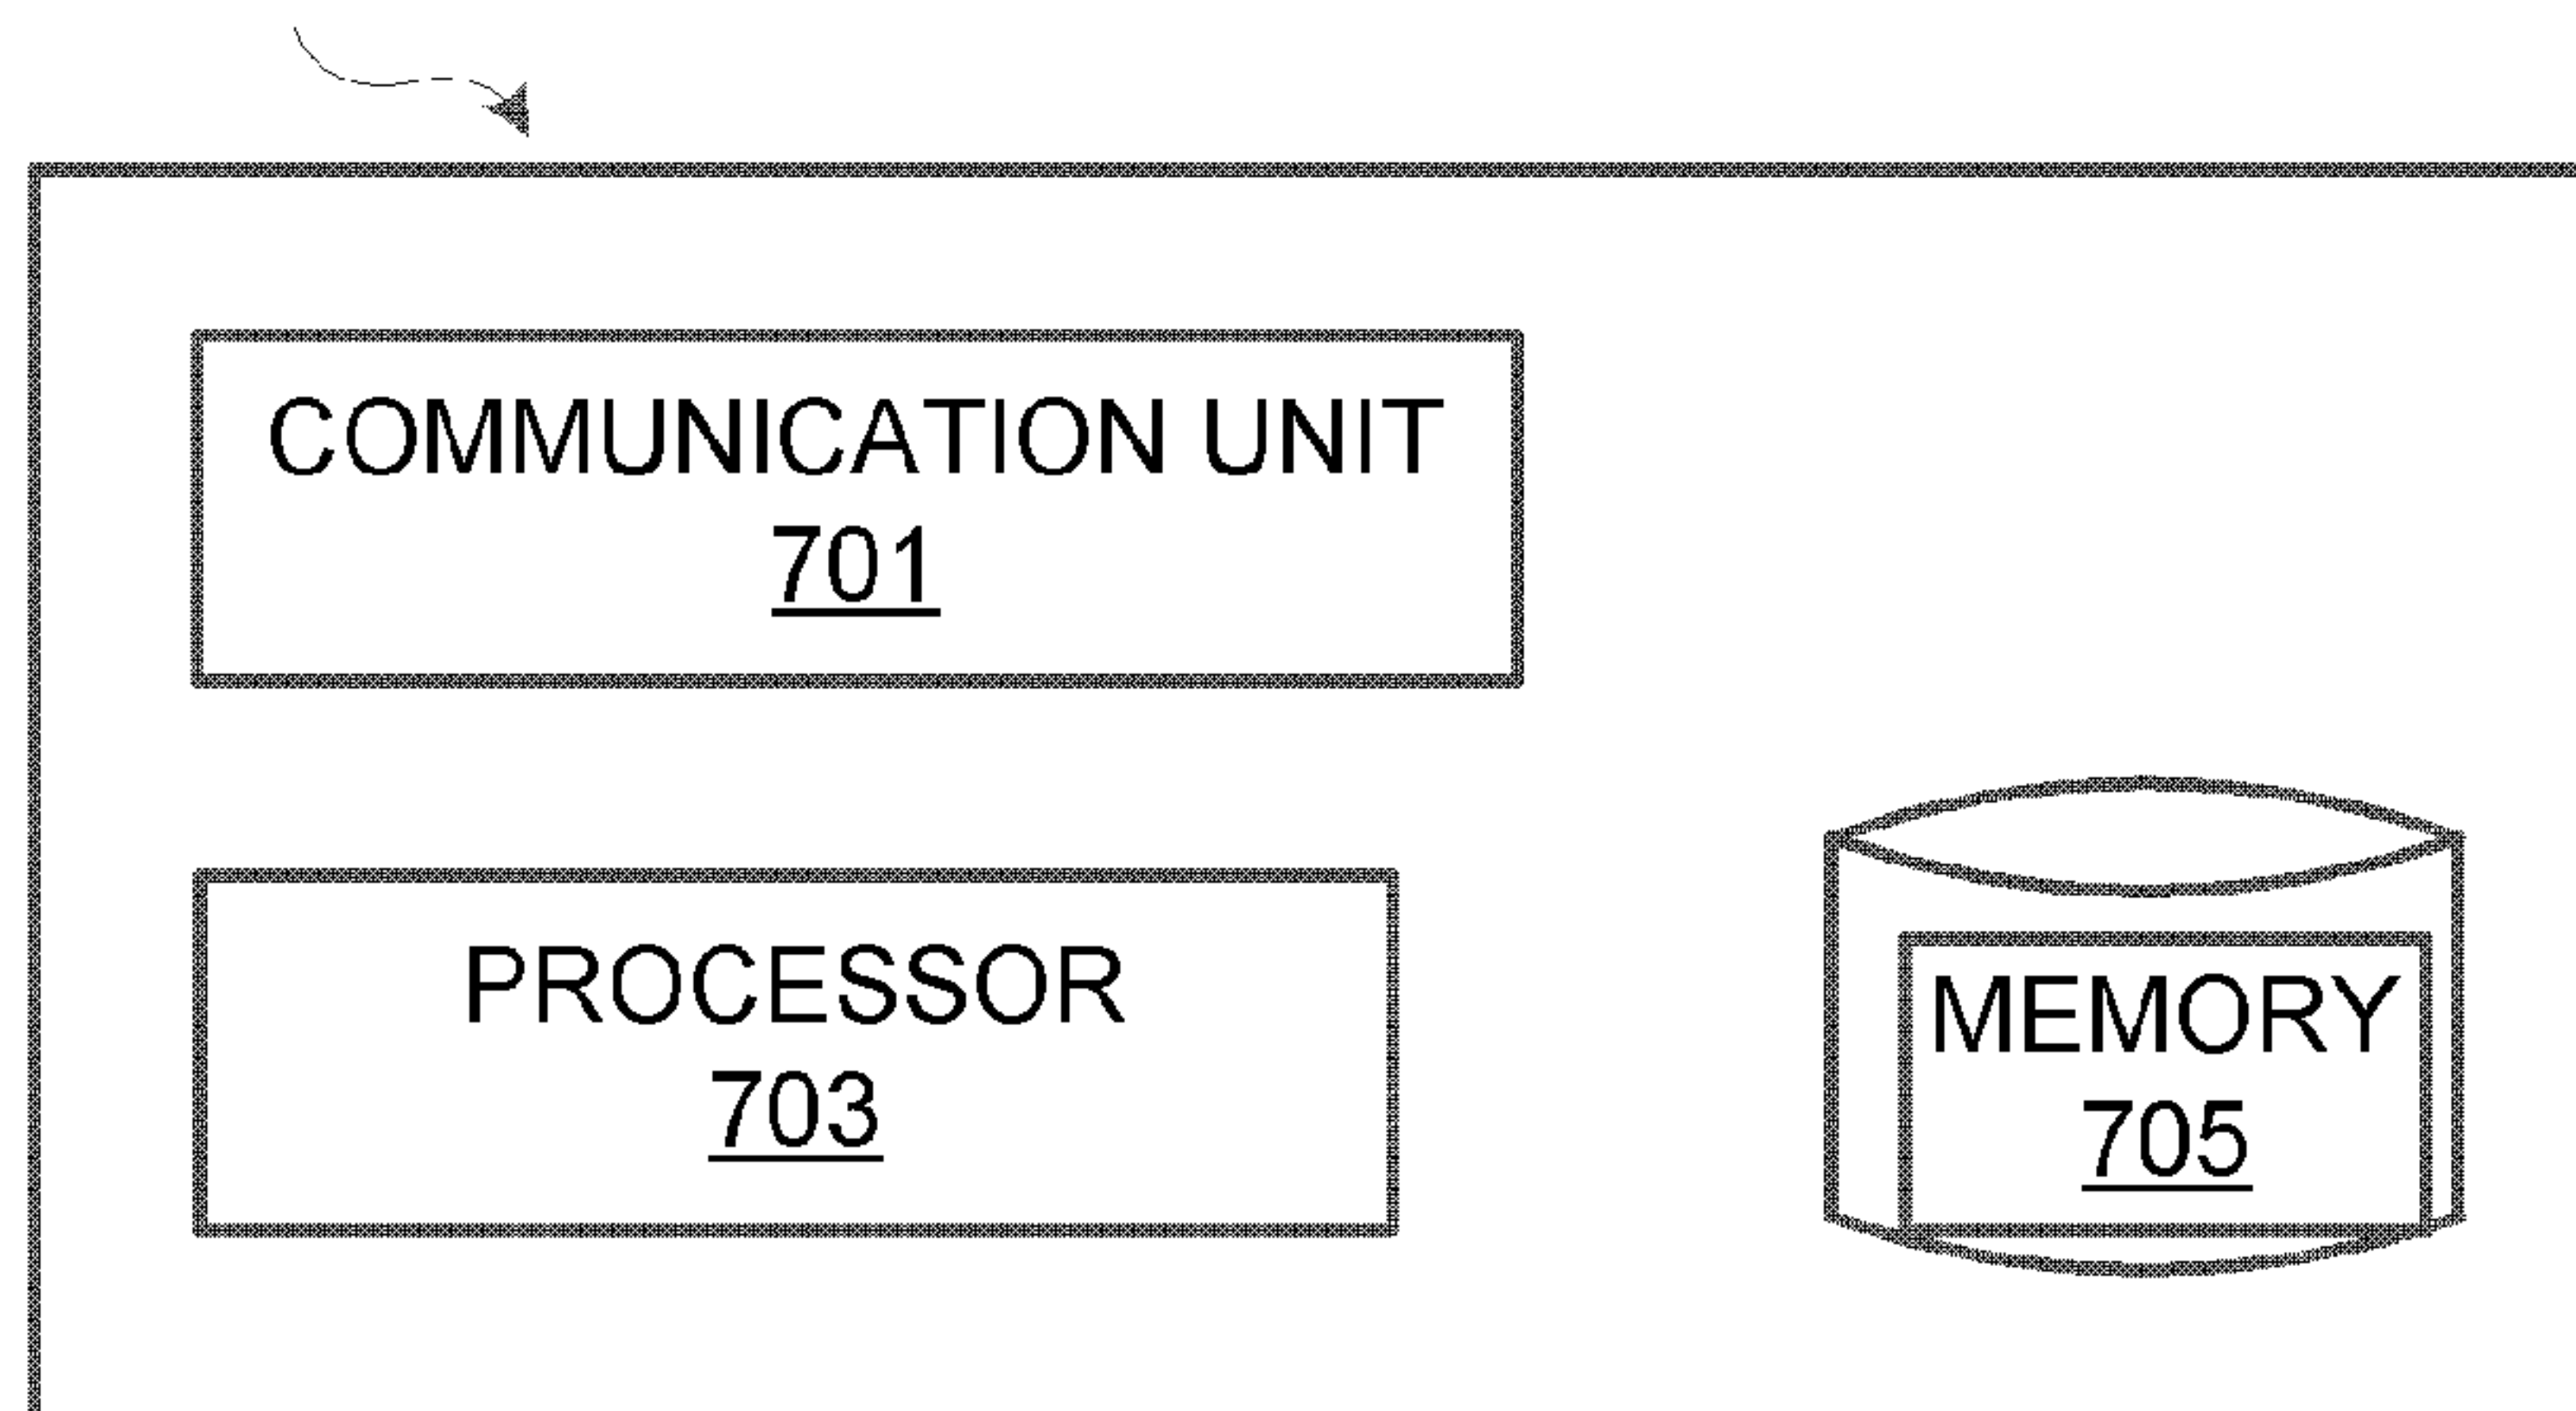 COMMUNICATION UNIT
701
PROCESSOR
703
MEMORY
705